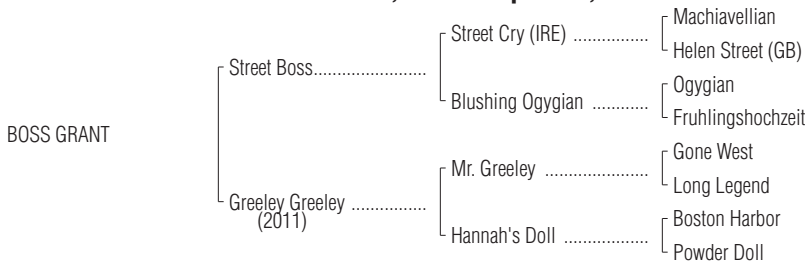 Machiavellian
Street Cry (IRE) ................
Helen Street (GB)
Street Boss........................
Ogygian
Blushing Ogygian ............
Fruhlingshochzeit
BOSS GRANT
Gone West
Mr. Greeley ....................
Long Legend
Greeley Greeley ................
(2011)
Boston Harbor
Hannah's Doll .................
Powder Doll